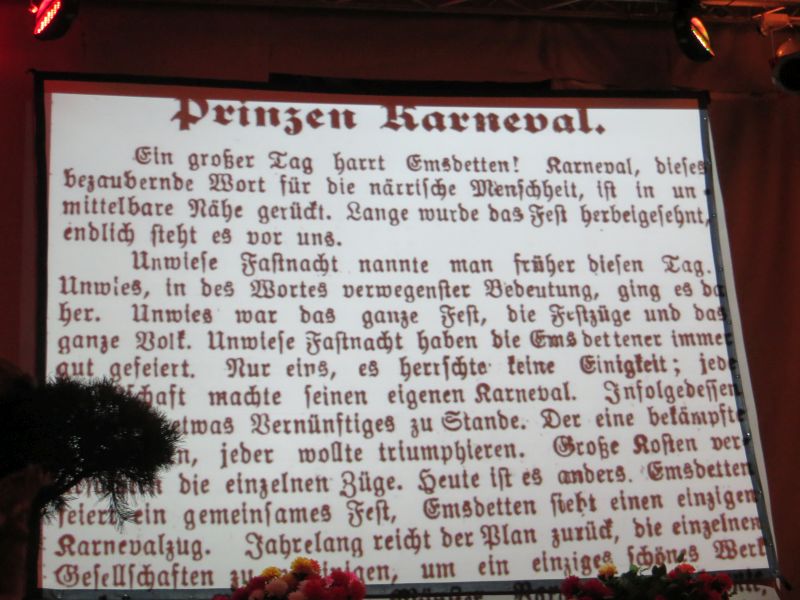 Prinzen Karneval.
Ein großer Tag harrt Emsdetten! Karneval, dieses
bezaubernde Wort für die närrische Menschheit, ist in un-
mittelbare Nähe gerückt. Lange wurde das Fest herbeigesehnt,
endlich steht es vor uns.
Unwiese Fastnacht nannte man früher diesen Tag.
Unwies, in des Wortes verwegenster Bedeutung, ging es da
her. Unwies war das ganze Fest, die Festzüge und das
ganze Volk. Unwiese Fastnacht haben die Emsdettener immer
gut gefeiert. Nur eins, es herrschte keine Einigkeit; jede
schaft machte seinen eigenen Karneval. Infolgedessen
etwas Vernünftiges zu Stande. Der eine bekämpfte
jeder wollte triumphieren. Große Kosten ver-
die einzelnen Züge. Heute ist es anders. Emsdetten
feiert ein gemeinsames Fest, Emsdetten sieht einen einzigen
Karnevalzug. Jahrelang reicht der Plan zurück, die einzelnen
Gesellschaften zu um ein einziges schönes Werk